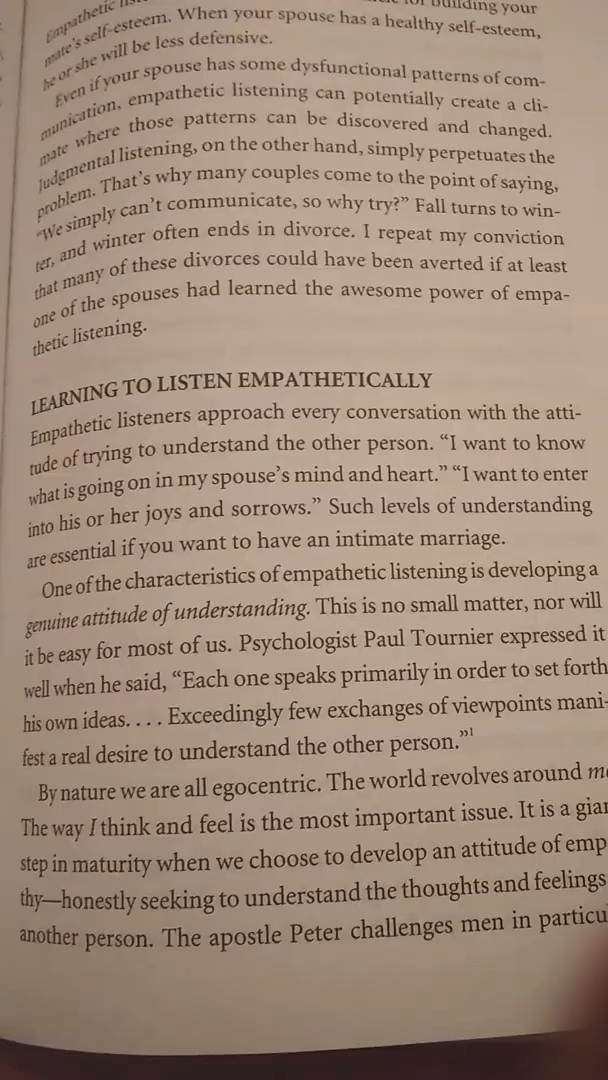 Empathetic for building your
mate's self-esteem. When your spouse has a healthy self-esteem,
he or she will be less defensive.
Even if your spouse has some dysfunctional patterns of com-
munication, empathetic listening can potentially create a cli-
mate where those patterns can be discovered and changed.
Judgmental listening, on the other hand, simply perpetuates the
problem. That's why many couples come to the point of saying,
"We simply can't communicate, so why try?" Fall turns to win-
ter, and winter often ends in divorce. I repeat my conviction
that many of these divorces could have been averted if at least
one of the spouses had learned the awesome power of empa-
thetic listening.
LEARNING TO LISTEN EMPATHETICALLY
Empathetic listeners approach every conversation with the atti-
tude of trying to understand the other person. "I want to know
what is going on in my spouse's mind and heart." "I want to enter
into his or her joys and sorrows." Such levels of understanding
are essential if you want to have an intimate marriage.
One of the characteristics of empathetic listening is developing a
genuine attitude of understanding. This is no small matter, nor will
it be easy for most of us. Psychologist Paul Tournier expressed it
well when he said, "Each one speaks primarily in order to set forth
his own ideas. . . . Exceedingly few exchanges of viewpoints mani-
fest a real desire to understand the other person."1
By nature we are all egocentric. The world revolves around me
The way I think and feel is the most important issue. It is a gian
step in maturity when we choose to develop an attitude of emp
thy—honestly seeking to understand the thoughts and feelings
another person. The apostle Peter challenges men in particu